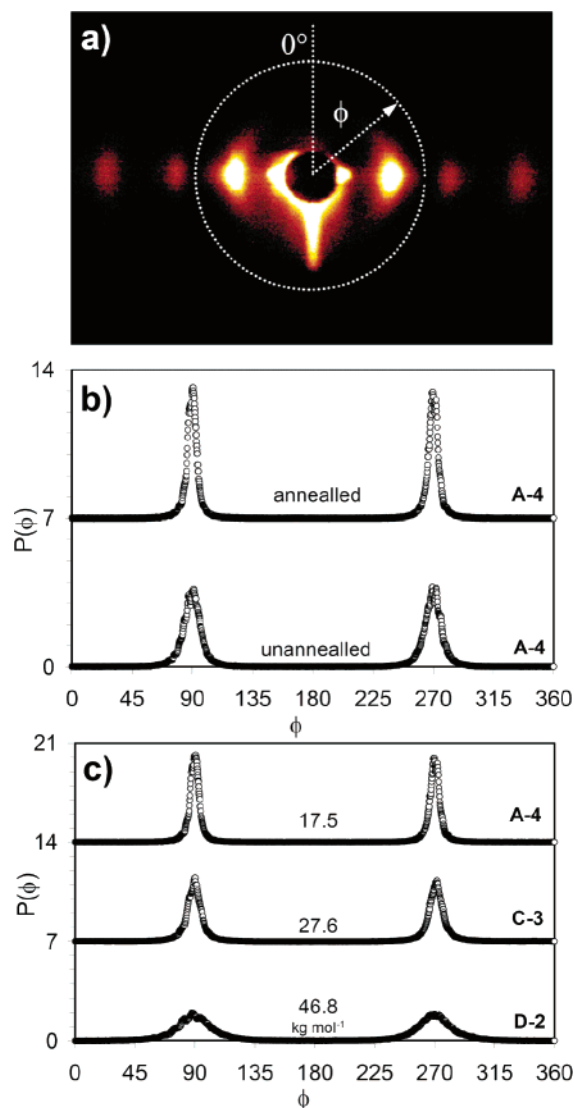 a)
0°
ϕ
14
b)
annealled
A-4
P(ϕ)
7
unannealled
A-4
0
0 45 90 135 180 225 270 315 360
ϕ
21
c)
17.5
A-4
14
P(ϕ)
27.6
C-3
7
46.8
kg mol⁻¹
D-2
0
0 45 90 135 180 225 270 315 360
ϕ